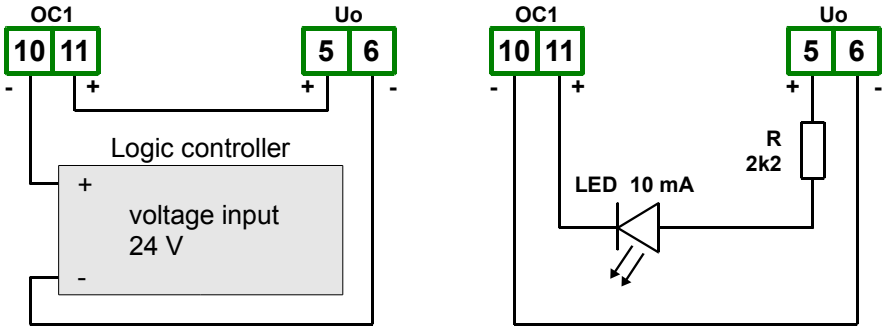 OC1 Uo
10 11 5 6
- + + -
Logic controller
+
voltage input
24 V
-
OC1 Uo
10 11 5 6
- + + -
R
2k2
LED 10 mA